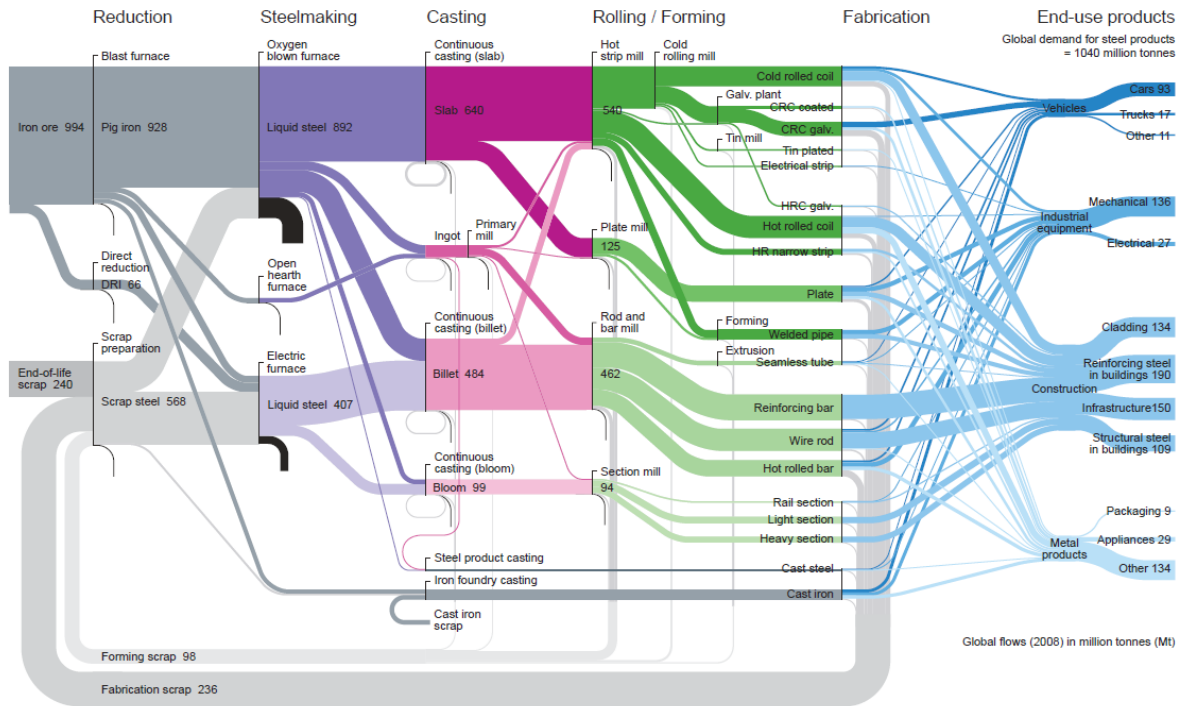 Reduction
Steelmaking
Casting
Rolling / Forming
Fabrication
End-use products
Global demand for steel products
= 1040 million tonnes
Blast furnace
Oxygen
blown furnace
Continuous
casting (slab)
Hot
strip mill
Cold
rolling mill
Iron ore 994
Pig iron 928
Liquid steel 892
Slab 640
540
Cold rolled coil
Galv. plant
CRC coated
CRC galv.
Tin mill
Tin plated
Electrical strip
HRC galv.
Hot rolled coil
HR narrow strip
Vehicles
Cars 93
Trucks 17
Other 11
Direct
reduction
DRI 66
Open
hearth
furnace
Ingot
Primary
mill
Plate mill
125
Plate
Industrial
equipment
Mechanical 136
Electrical 27
Scrap
preparation
End-of-life
scrap 240
Scrap steel 568
Electric
furnace
Liquid steel 407
Continuous
casting (billet)
Billet 484
Rod and
bar mill
462
Forming
Welded pipe
Extrusion
Seamless tube
Reinforcing bar
Wire rod
Hot rolled bar
Construction
Cladding 134
Reinforcing steel
in buildings 190
Infrastructure150
Structural steel
in buildings 109
Continuous
casting (bloom)
Bloom 99
Section mill
94
Rail section
Light section
Heavy section
Steel product casting
Cast steel
Iron foundry casting
Cast iron
Cast iron
scrap
Metal
products
Packaging 9
Appliances 29
Other 134
Forming scrap 98
Fabrication scrap 236
Global flows (2008) in million tonnes (Mt)